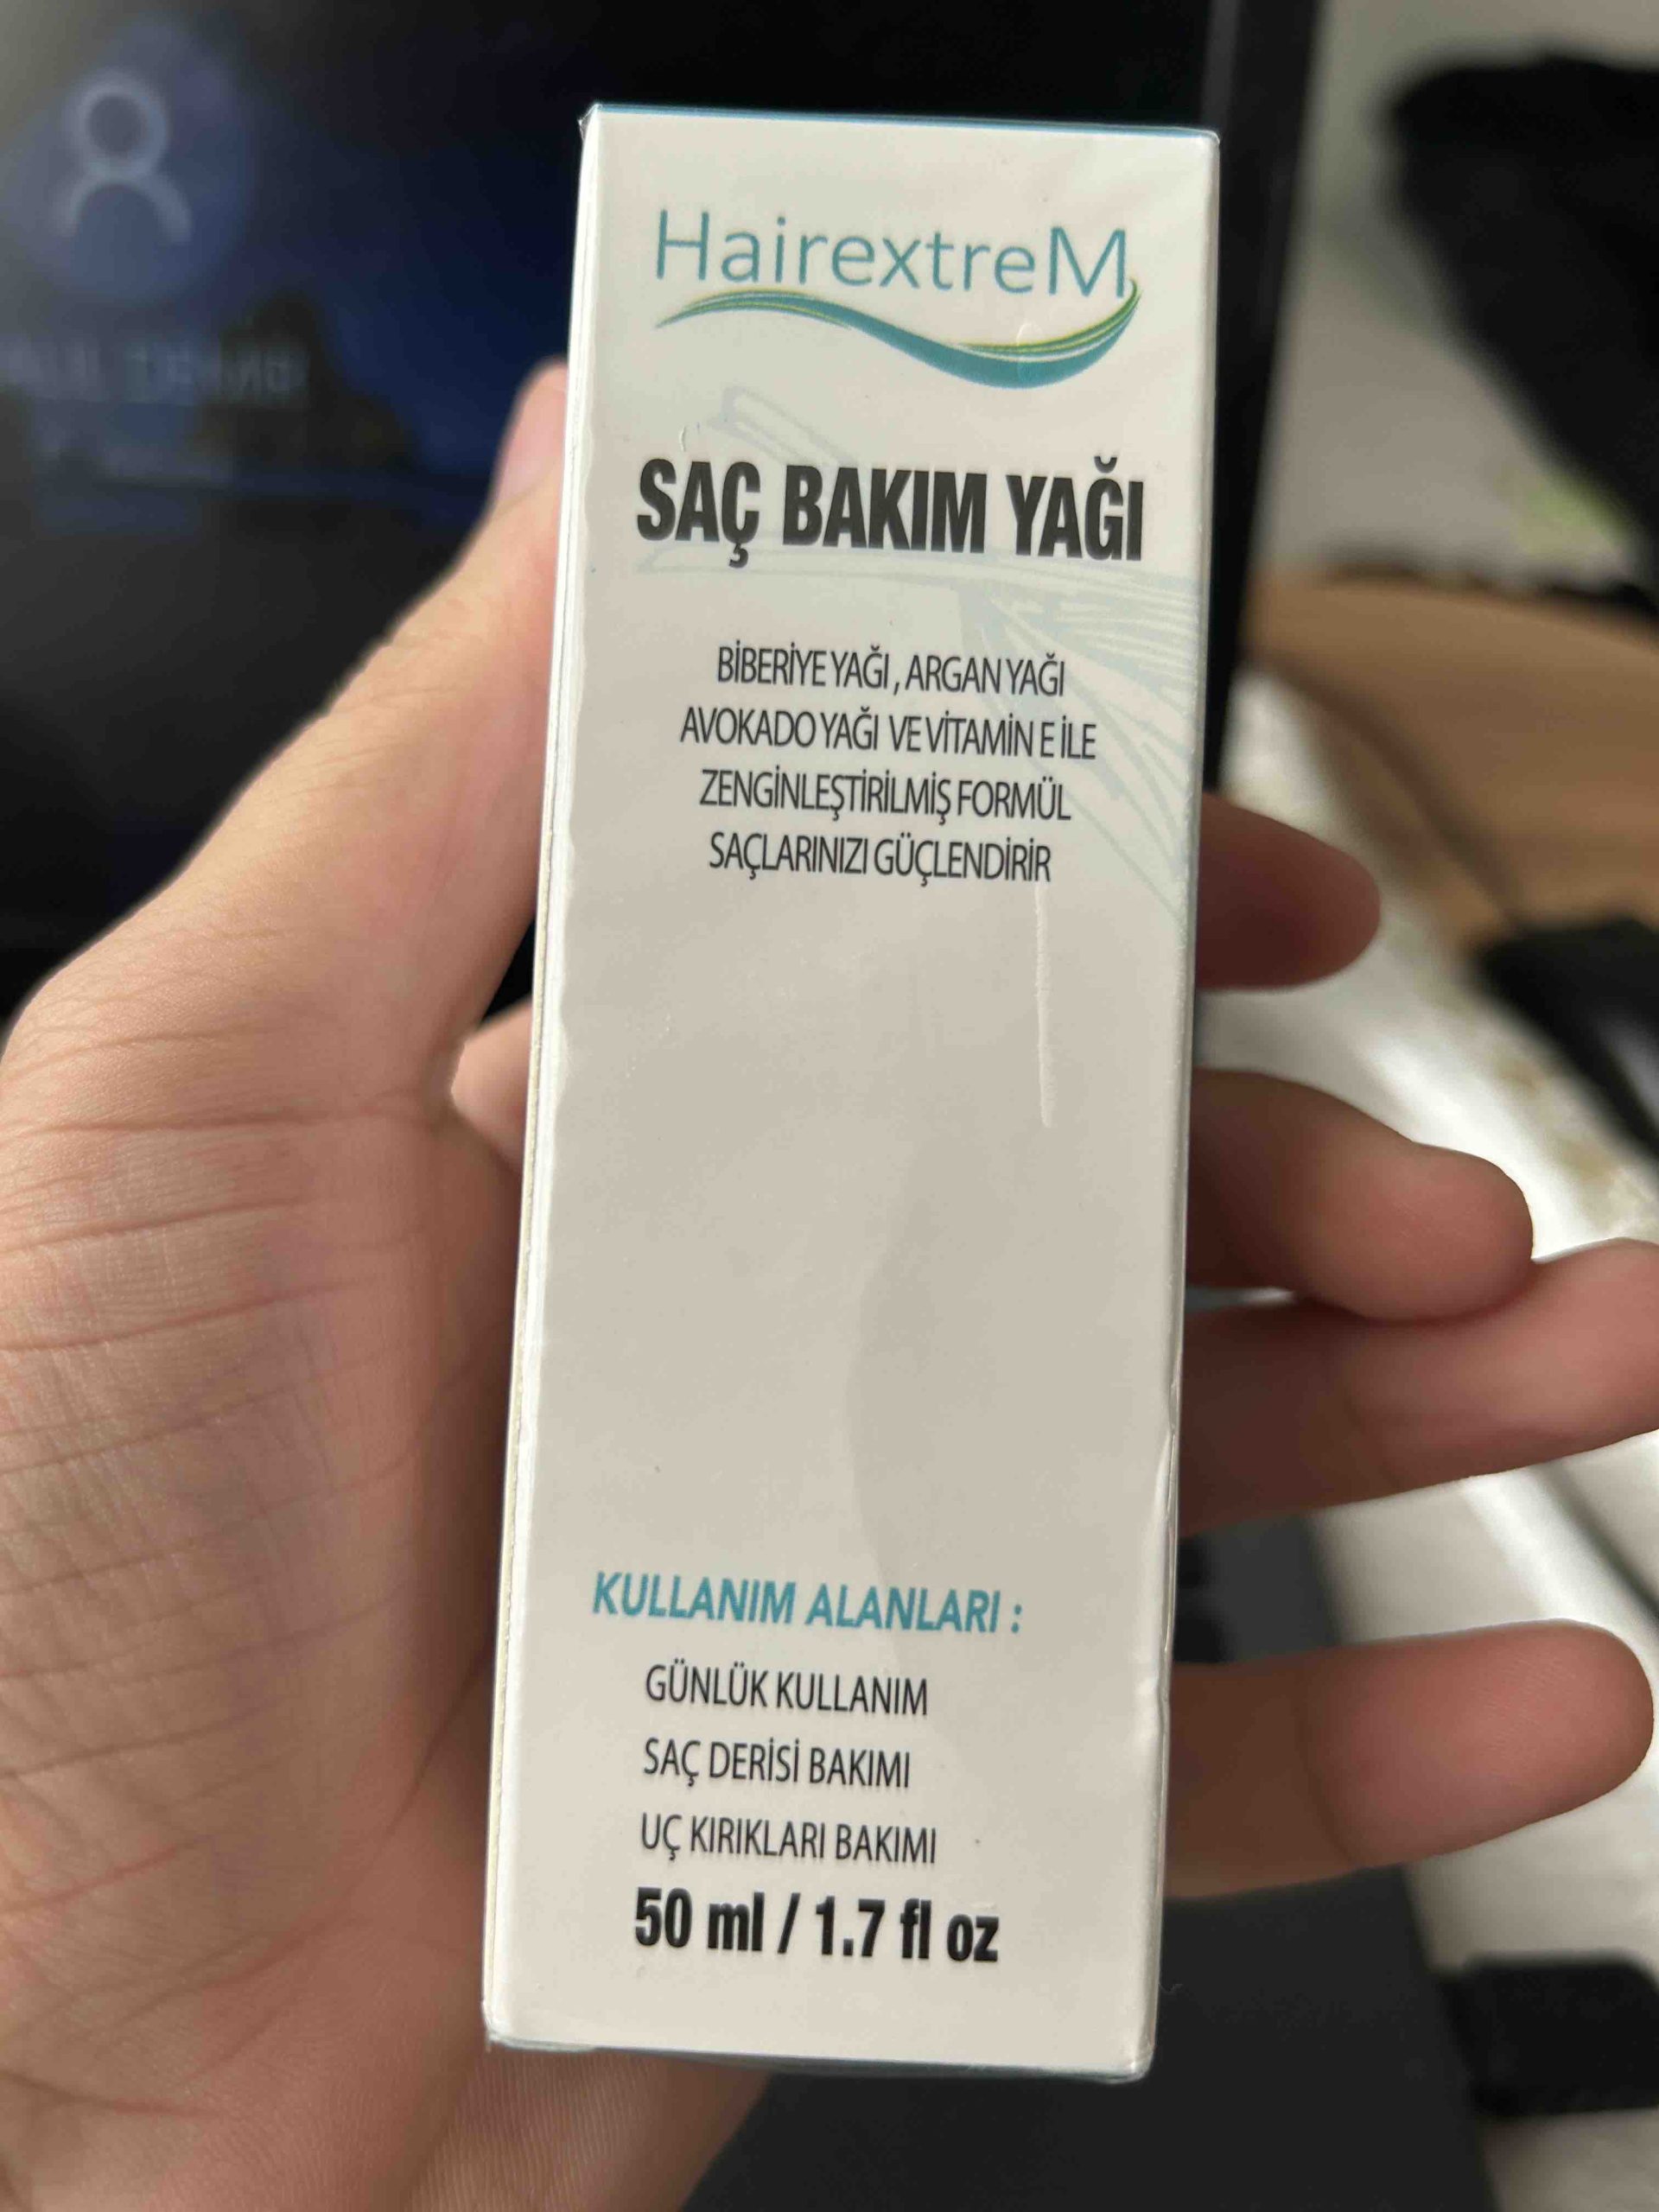 HairextreM
SAÇ BAKIM YAĞI
BİBERİYE YAĞI, ARGAN YAĞI
AVOKADO YAĞI VE VİTAMİN E İLE
ZENGİNLEŞTİRİLMİŞ FORMÜL
SAÇLARINIZI GÜÇLENDİRİR
KULLANIM ALANLARI :
GÜNLÜK KULLANIM
SAÇ DERİSİ BAKIMI
UÇ KIRIKLARI BAKIMI
50 ml / 1.7 fl oz